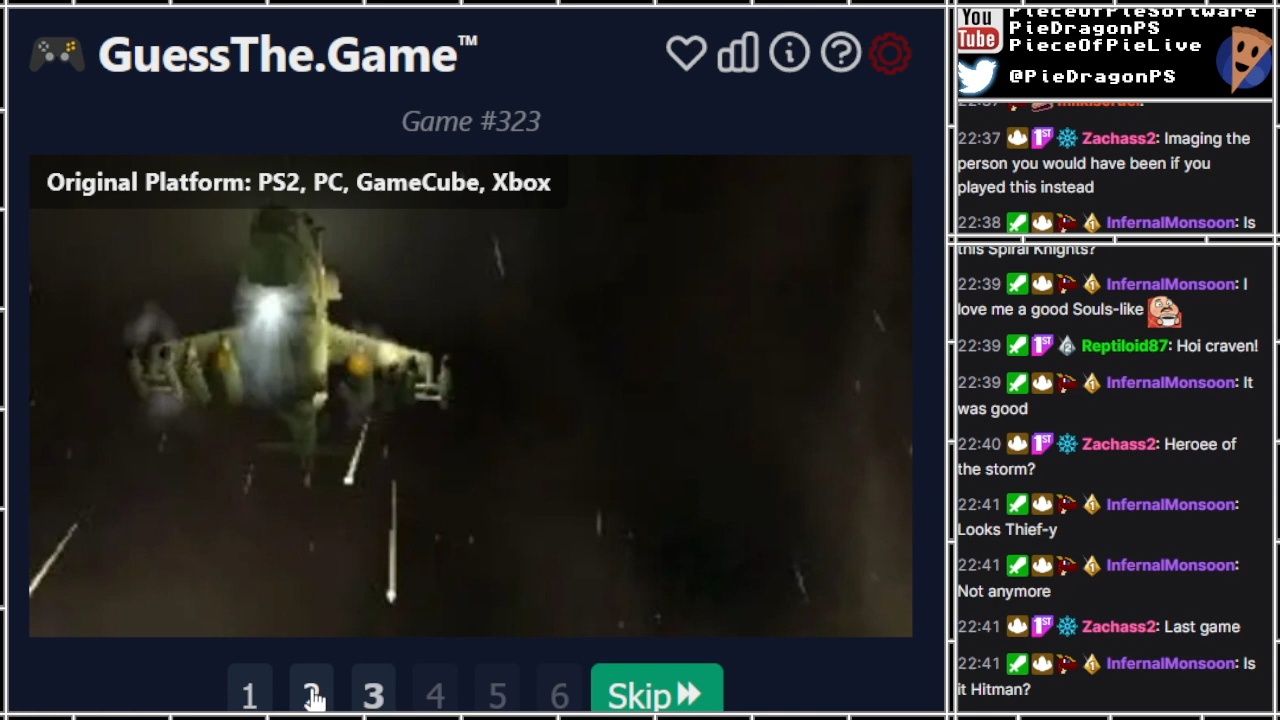 GuessThe.Game™
Game #323
Original Platform: PS2, PC, GameCube, Xbox
1
2
3
4
5
6
Skip
You
Tube
PieceOfPieSoftware
PieDragonPS
PieceOfPieLive
@PieDragonPS
22:37 Zachass2: Imaging the
person you would have been if you
played this instead
22:38 InfernalMonsoon: Is
this Spiral Knights?
22:39 InfernalMonsoon: I
love me a good Souls-like
22:39 Reptiloid87: Hoi craven!
22:39 InfernalMonsoon: It
was good
22:40 Zachass2: Heroee of
the storm?
22:41 InfernalMonsoon:
Looks Thief-y
22:41 InfernalMonsoon:
Not anymore
22:41 Zachass2: Last game
22:41 InfernalMonsoon: Is
it Hitman?